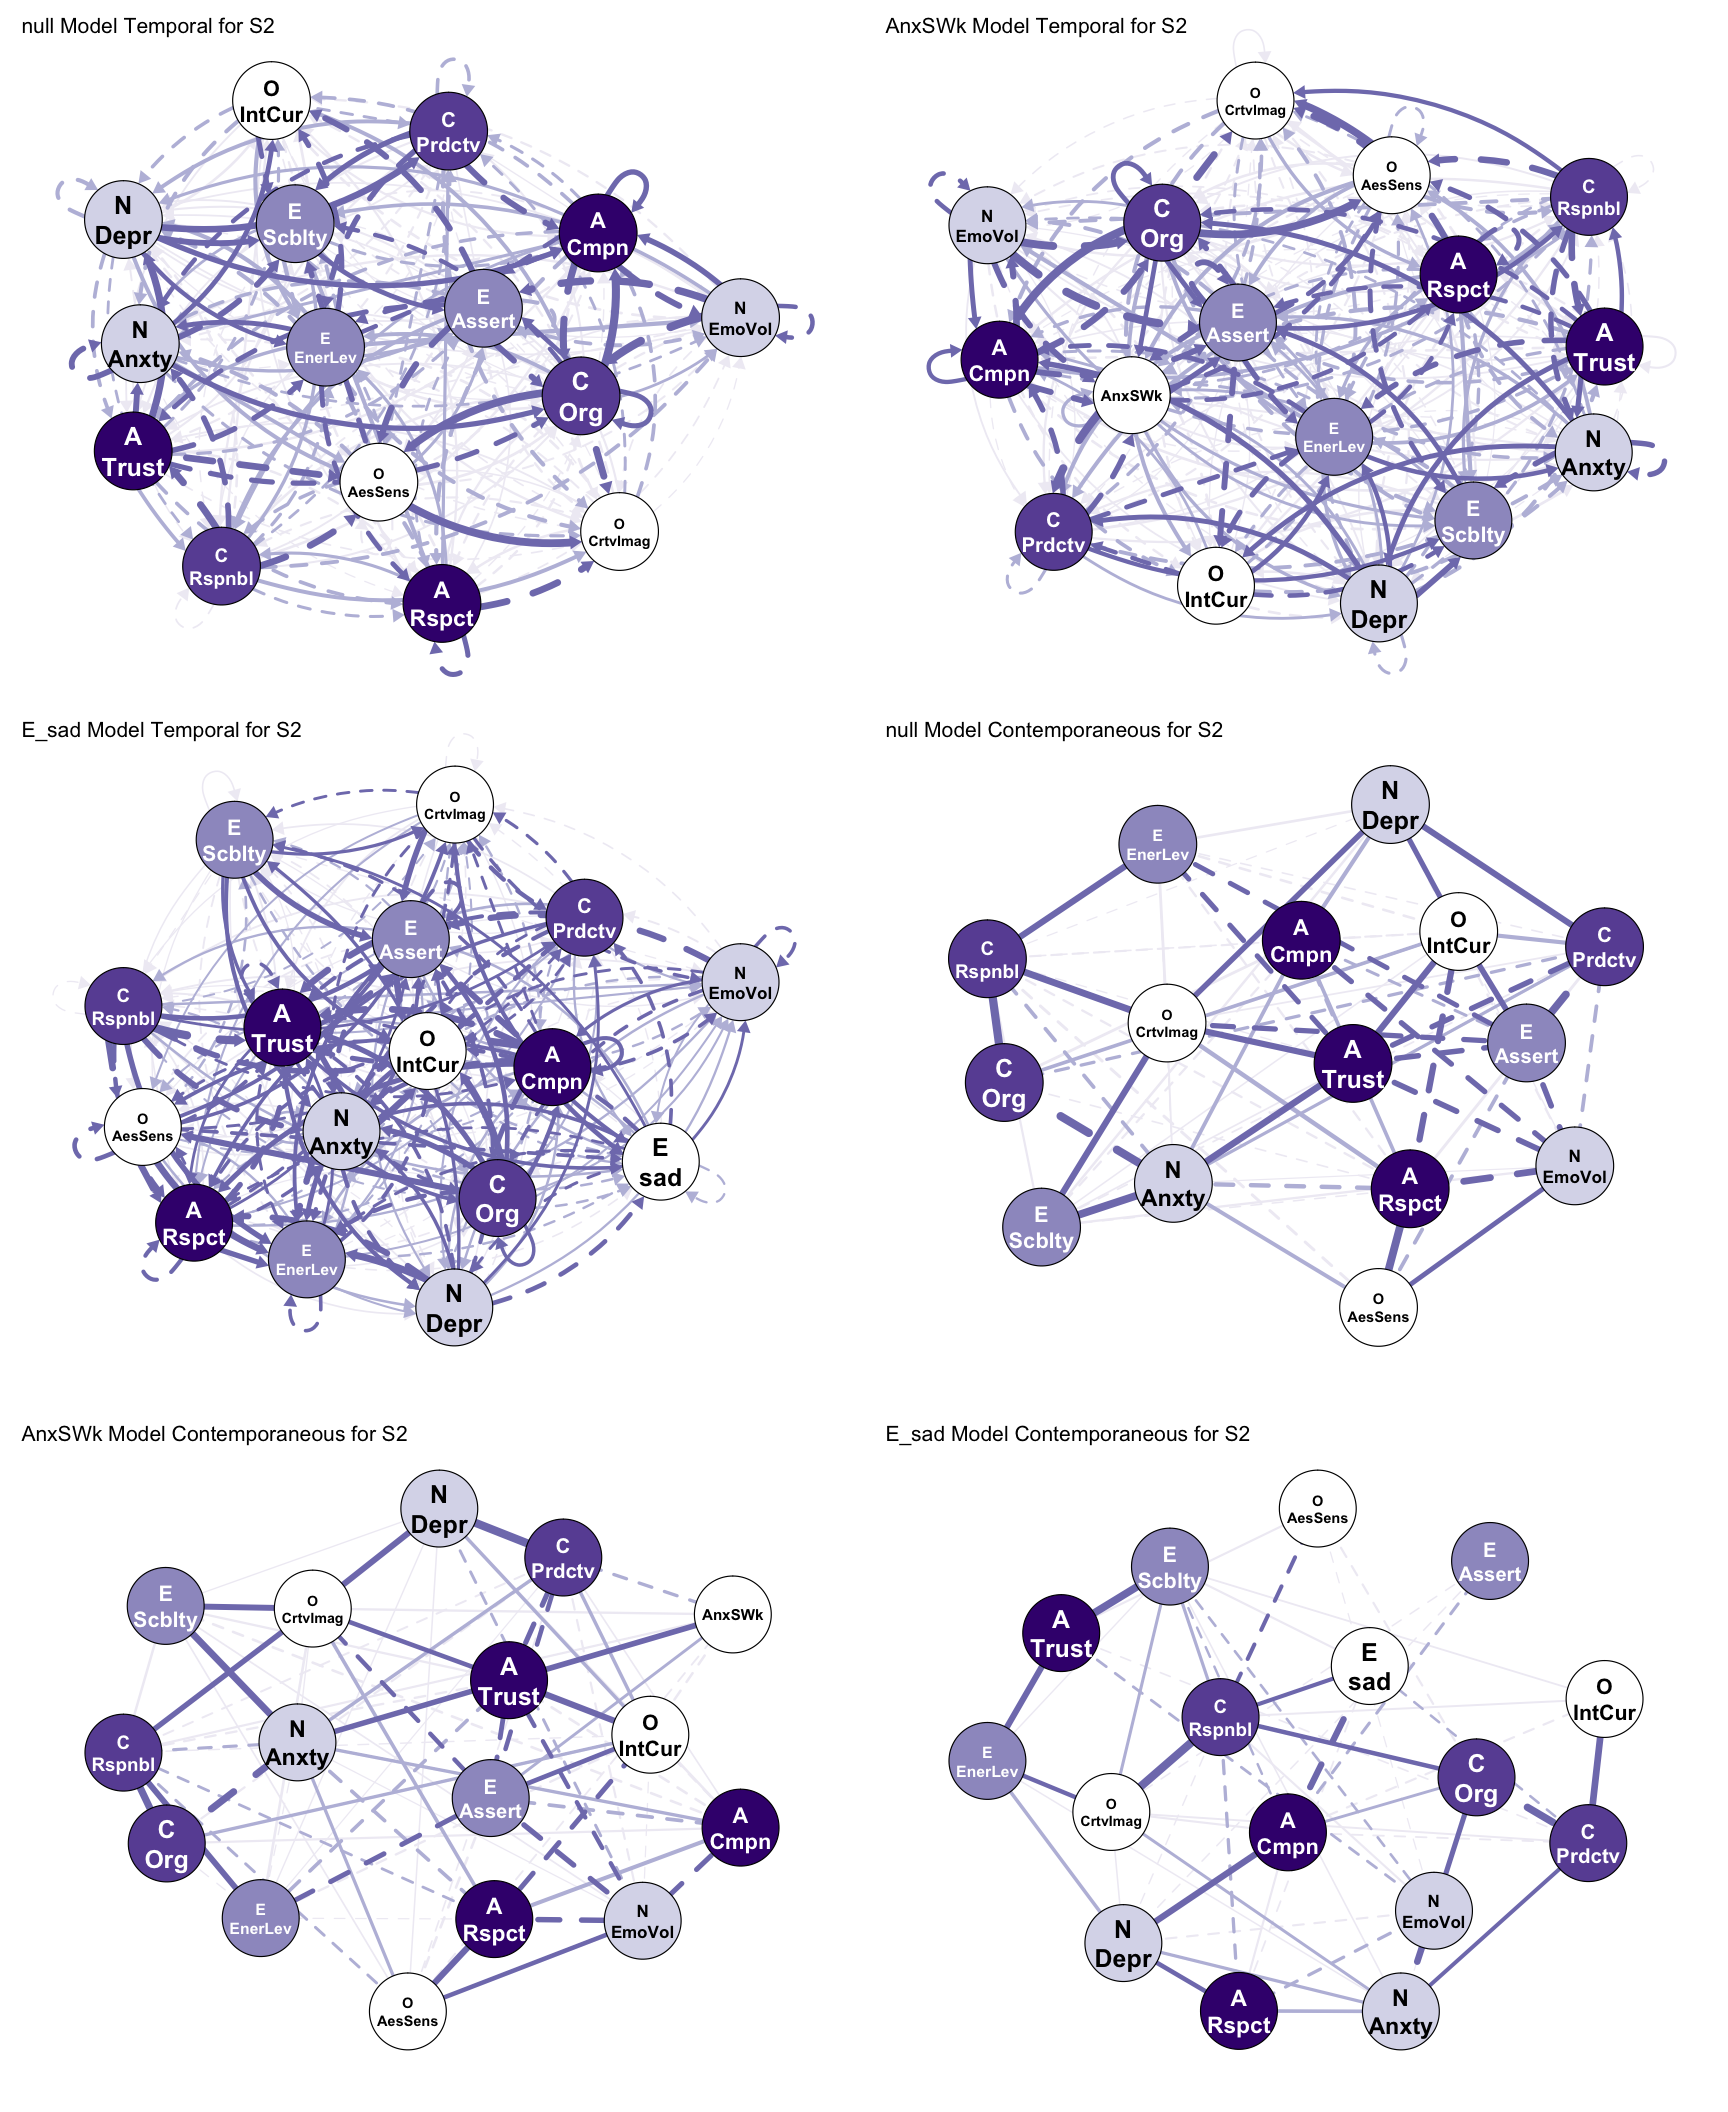 null Model Temporal for S2
O
IntCur
C
Prdctv
N
Depr
E
Scblty
A
Cmpn
E
Assert
N
EmoVol
N
Anxty
E
EnerLev
C
Org
A
Trust
O
AesSens
O
CrtvImag
C
Rspnbl
A
Rspct
AnxSWk Model Temporal for S2
O
CrtvImag
O
AesSens
C
Rspnbl
N
EmoVol
C
Org
A
Rspct
E
Assert
A
Trust
A
Cmpn
AnxSWk
E
EnerLev
N
Anxty
C
Prdctv
E
Scblty
O
IntCur
N
Depr
E_sad Model Temporal for S2
O
CrtvImag
E
Scblty
C
Prdctv
E
Assert
N
EmoVol
C
Rspnbl
A
Trust
O
IntCur
A
Cmpn
O
AesSens
N
Anxty
E
sad
A
Rspct
C
Org
E
EnerLev
N
Depr
null Model Contemporaneous for S2
N
Depr
E
EnerLev
A
Cmpn
O
IntCur
C
Prdctv
C
Rspnbl
O
CrtvImag
E
Assert
A
Trust
C
Org
N
EmoVol
N
Anxty
A
Rspct
E
Scblty
O
AesSens
AnxSWk Model Contemporaneous for S2
N
Depr
C
Prdctv
E
Scblty
O
CrtvImag
AnxSWk
A
Trust
O
IntCur
C
Rspnbl
N
Anxty
E
Assert
A
Cmpn
C
Org
E
EnerLev
A
Rspct
N
EmoVol
O
AesSens
E_sad Model Contemporaneous for S2
O
AesSens
E
Scblty
E
Assert
A
Trust
E
sad
O
IntCur
C
Rspnbl
E
EnerLev
C
Org
O
CrtvImag
A
Cmpn
C
Prdctv
N
EmoVol
N
Depr
A
Rspct
N
Anxty